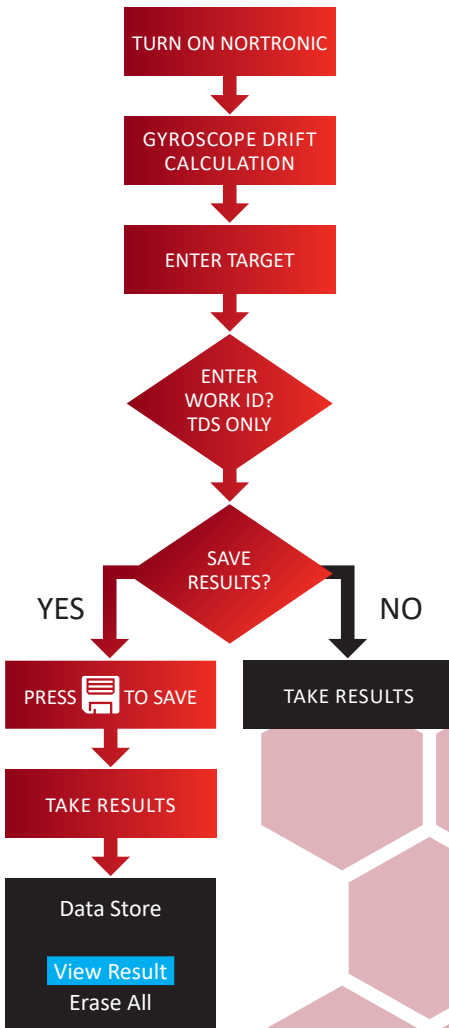 TURN ON NORTRONIC
GYROSCOPE DRIFT
CALCULATION
ENTER TARGET
ENTER
WORK ID?
TDS ONLY
SAVE
RESULTS?
YES
NO
PRESS TO SAVE
TAKE RESULTS
TAKE RESULTS
Data Store
View Result
Erase All